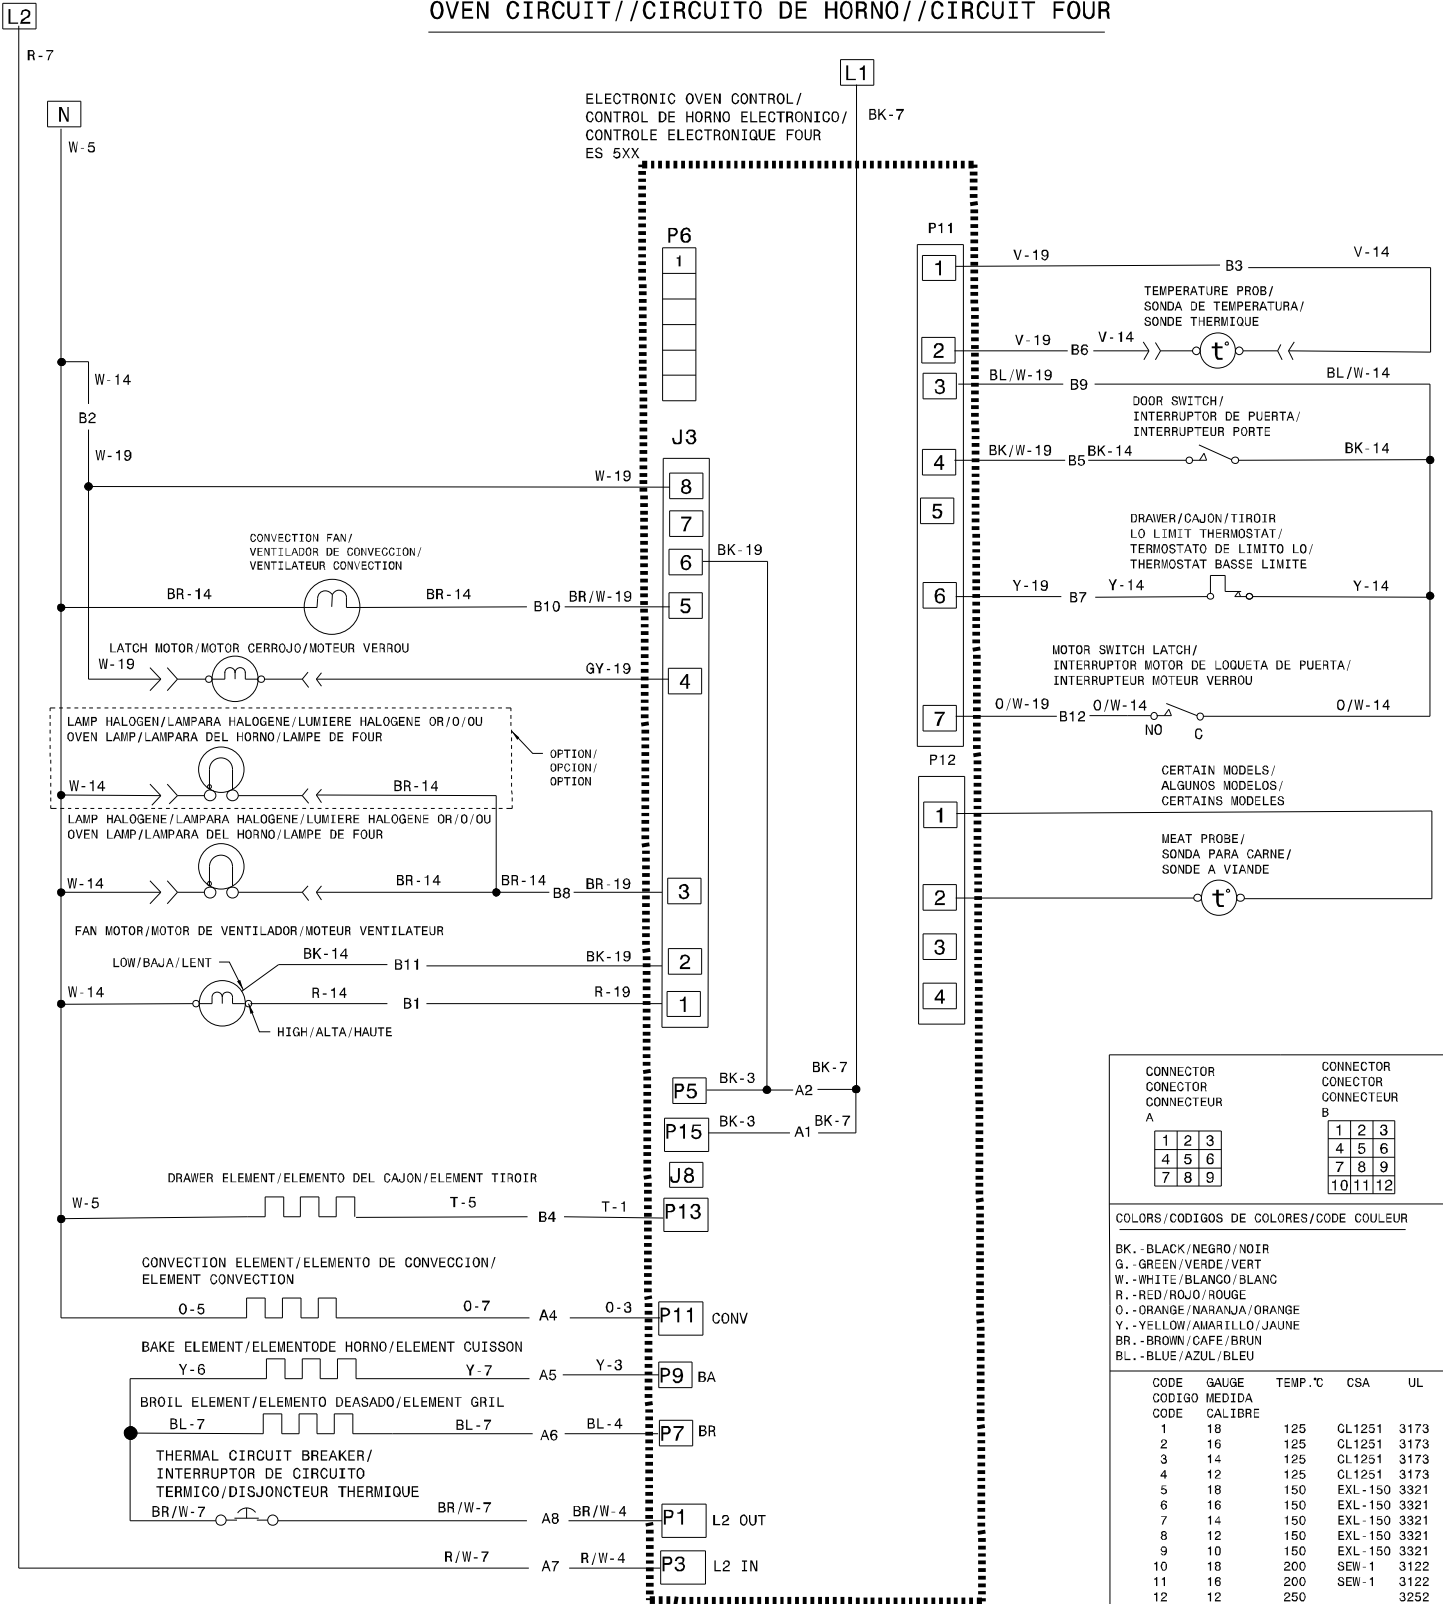 OVEN CIRCUIT//CIRCUITO DE HORNO//CIRCUIT FOUR
L2
R-7
N
W-5
L1
BK-7
ELECTRONIC OVEN CONTROL/
CONTROL DE HORNO ELECTRONICO/
CONTROLE ELECTRONIQUE FOUR
ES 5XX
P6
1
J3
W-14
B2
W-19
W-19
8
7
6
BK-19
CONVECTION FAN/
VENTILADOR DE CONVECCION/
VENTILATEUR CONVECTION
BR-14
BR-14
B10
BR/W-19
5
LATCH MOTOR/MOTOR CERROJO/MOTEUR VERROU
W-19
GY-19
4
LAMP HALOGEN/LAMPARA HALOGENE/LUMIERE HALOGENE OR/O/OU
OVEN LAMP/LAMPARA DEL HORNO/LAMPE DE FOUR
OPTION/
OPCION/
OPTION
W-14
BR-14
LAMP HALOGENE/LAMPARA HALOGENE/LUMIERE HALOGENE OR/O/OU
OVEN LAMP/LAMPARA DEL HORNO/LAMPE DE FOUR
W-14
BR-14
BR-14
B8
BR-19
3
FAN MOTOR/MOTOR DE VENTILADOR/MOTEUR VENTILATEUR
LOW/BAJA/LENT
BK-14
B11
BK-19
2
W-14
R-14
B1
R-19
1
HIGH/ALTA/HAUTE
P5
BK-3
A2
BK-7
P15
BK-3
A1
BK-7
J8
DRAWER ELEMENT/ELEMENTO DEL CAJON/ELEMENT TIROIR
W-5
T-5
B4
T-1
P13
CONVECTION ELEMENT/ELEMENTO DE CONVECCION/
ELEMENT CONVECTION
O-5
O-7
A4
O-3
P11
CONV
BAKE ELEMENT/ELEMENTODE HORNO/ELEMENT CUISSON
Y-6
Y-7
A5
Y-3
P9
BA
BROIL ELEMENT/ELEMENTO DEASADO/ELEMENT GRIL
BL-7
BL-7
A6
BL-4
P7
BR
THERMAL CIRCUIT BREAKER/
INTERRUPTOR DE CIRCUITO
TERMICO/DISJONCTEUR THERMIQUE
BR/W-7
BR/W-7
A8
BR/W-4
P1
L2 OUT
R/W-7
A7
R/W-4
P3
L2 IN
P11
1
V-19
B3
V-14
TEMPERATURE PROB/
SONDA DE TEMPERATURA/
SONDE THERMIQUE
2
V-19
B6
V-14
t°
3
BL/W-19
B9
BL/W-14
DOOR SWITCH/
INTERRUPTOR DE PUERTA/
INTERRUPTEUR PORTE
4
BK/W-19
B5
BK-14
BK-14
5
DRAWER/CAJON/TIROIR
LO LIMIT THERMOSTAT/
TERMOSTATO DE LIMITO LO/
THERMOSTAT BASSE LIMITE
6
Y-19
B7
Y-14
Y-14
MOTOR SWITCH LATCH/
INTERRUPTOR MOTOR DE LOQUETA DE PUERTA/
INTERRUPTEUR MOTEUR VERROU
7
O/W-19
B12
O/W-14
NO
C
O/W-14
P12
CERTAIN MODELS/
ALGUNOS MODELOS/
CERTAINS MODELES
1
MEAT PROBE/
SONDA PARA CARNE/
SONDE A VIANDE
2
t°
3
4
CONNECTOR
CONECTOR
CONNECTEUR
A
1 2 3
4 5 6
7 8 9
CONNECTOR
CONECTOR
CONNECTEUR
B
1 2 3
4 5 6
7 8 9
10 11 12
COLORS/CODIGOS DE COLORES/CODE COULEUR
BK.-BLACK/NEGRO/NOIR
G.-GREEN/VERDE/VERT
W.-WHITE/BLANCO/BLANC
R.-RED/ROJO/ROUGE
O.-ORANGE/NARANJA/ORANGE
Y.-YELLOW/AMARILLO/JAUNE
BR.-BROWN/CAFE/BRUN
BL.-BLUE/AZUL/BLEU
CODE GAUGE TEMP.℃ CSA UL
CODIGO MEDIDA
CODE CALIBRE
1 18 125 CL1251 3173
2 16 125 CL1251 3173
3 14 125 CL1251 3173
4 12 125 CL1251 3173
5 18 150 EXL-150 3321
6 16 150 EXL-150 3321
7 14 150 EXL-150 3321
8 12 150 EXL-150 3321
9 10 150 EXL-150 3321
10 18 200 SEW-1 3122
11 16 200 SEW-1 3122
12 12 250 3252